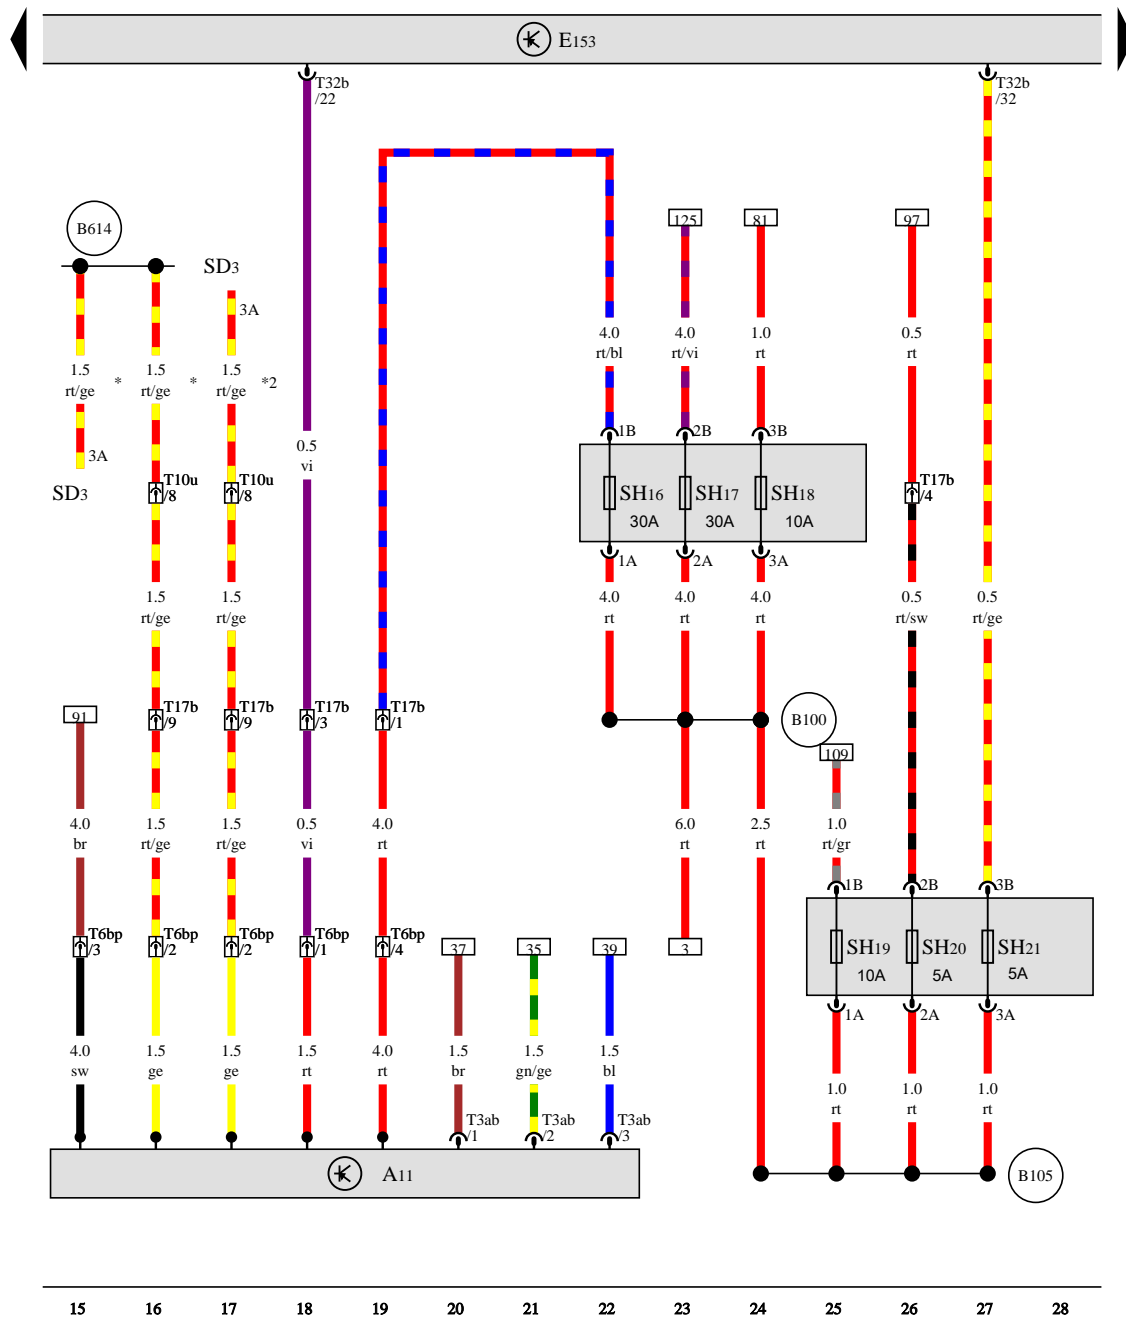 E153
T32b
/22
T32b
/32
B614
SD3
125
81
97
3A
4.0
rt/bl
4.0
rt/vi
1.0
rt
0.5
rt
1.5
rt/ge
*
1.5
rt/ge
*
1.5
rt/ge
*2
1B
2B
3B
0.5
vi
3A
SD3
T10u
/8
T10u
/8
SH16
30A
SH17
30A
SH18
10A
T17b
/4
1A
2A
3A
1.5
rt/ge
1.5
rt/ge
4.0
rt
4.0
rt
4.0
rt
0.5
rt/sw
0.5
rt/ge
91
T17b
/9
T17b
/9
T17b
/3
T17b
/1
B100
109
4.0
br
1.5
rt/ge
1.5
rt/ge
0.5
vi
4.0
rt
6.0
rt
2.5
rt
1.0
rt/gr
1B
2B
3B
T6bp
/3
T6bp
/2
T6bp
/2
T6bp
/1
T6bp
/4
37
35
39
3
SH19
10A
SH20
5A
SH21
5A
1A
2A
3A
4.0
sw
1.5
ge
1.5
ge
1.5
rt
4.0
rt
1.5
br
1.5
gn/ge
1.5
bl
1.0
rt
1.0
rt
1.0
rt
T3ab
/1
T3ab
/2
T3ab
/3
A11
B105
15 16 17 18 19 20 21 22 23 24 25 26 27 28